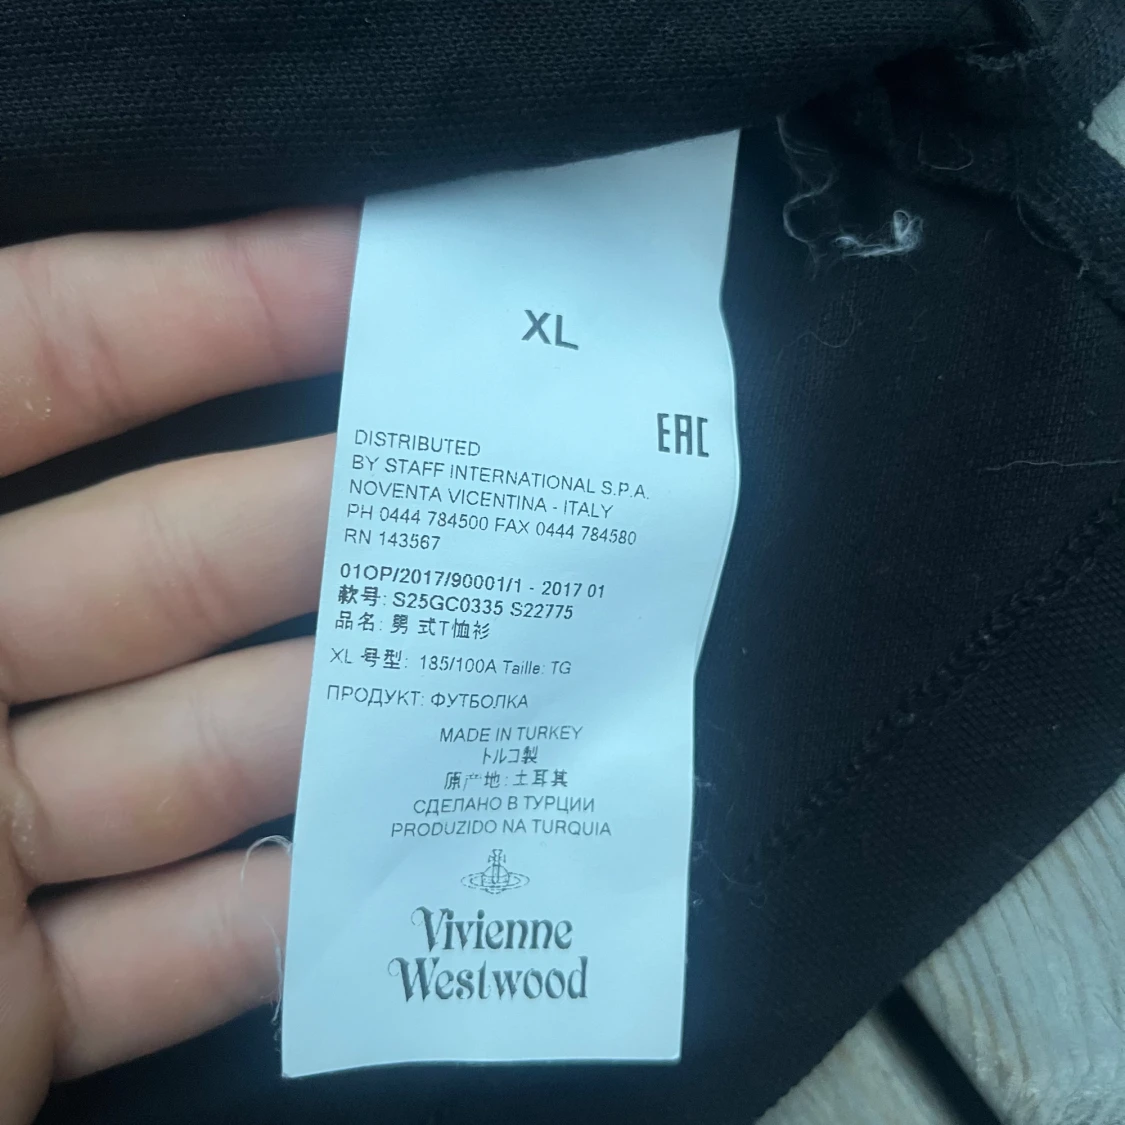 XL
EAC
DISTRIBUTED
BY STAFF INTERNATIONAL S.P.A.
NOVENTA VICENTINA - ITALY
PH 0444 784500 FAX 0444 784580
RN 143567
01OP/2017/90001/1 - 2017 01
款号: S25GC0335 S22775
品名: 男 式T恤衫
XL 号型: 185/100A Taille: TG
ПРОДУКТ: ФУТБОЛКА
MADE IN TURKEY
トルコ製
原产地: 土耳其
СДЕЛАНО В ТУРЦИИ
PRODUZIDO NA TURQUIA
Vivienne
Westwood